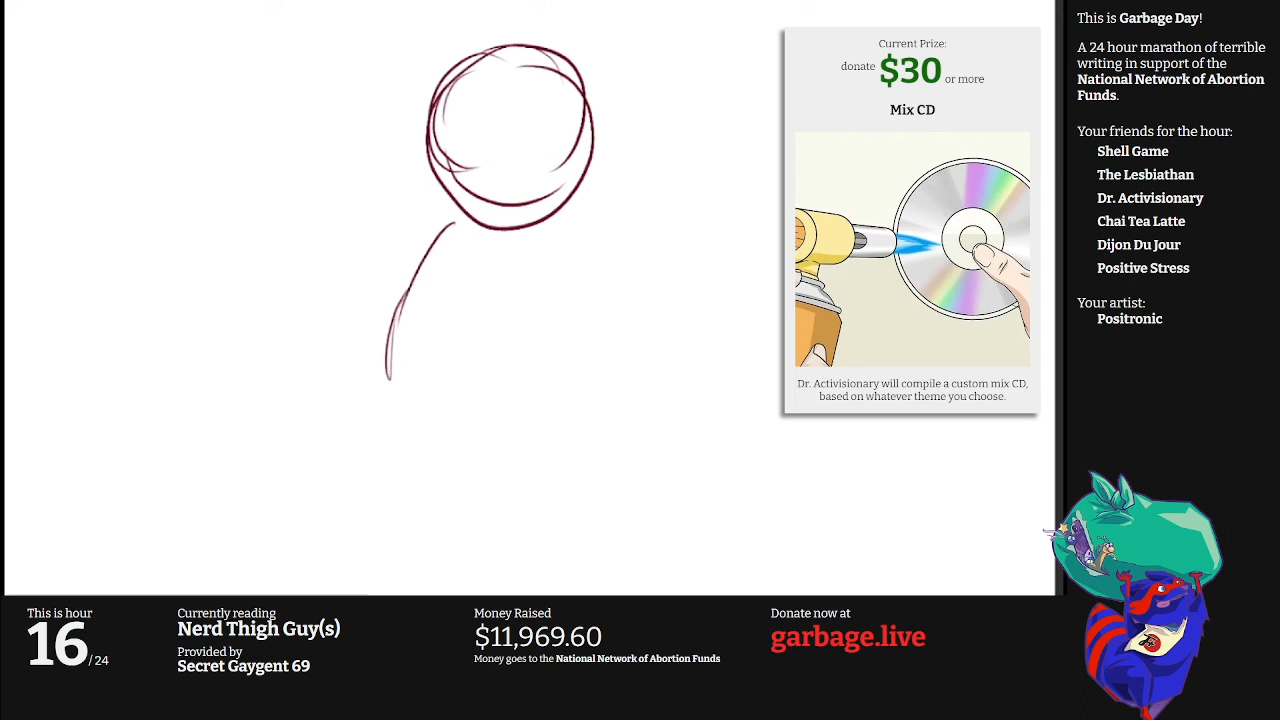 Current Prize:
donate $30 or more
Mix CD
Dr. Activisionary will compile a custom mix CD,
based on whatever theme you choose.
This is Garbage Day!
A 24 hour marathon of terrible
writing in support of the
National Network of Abortion
Funds.
Your friends for the hour:
Shell Game
The Lesbiathan
Dr. Activisionary
Chai Tea Latte
Dijon Du Jour
Positive Stress
Your artist:
Positronic
This is hour
16/24
Currently reading
Nerd Thigh Guy(s)
Provided by
Secret Gaygent 69
Money Raised
$11,969.60
Money goes to the National Network of Abortion Funds
Donate now at
garbage.live